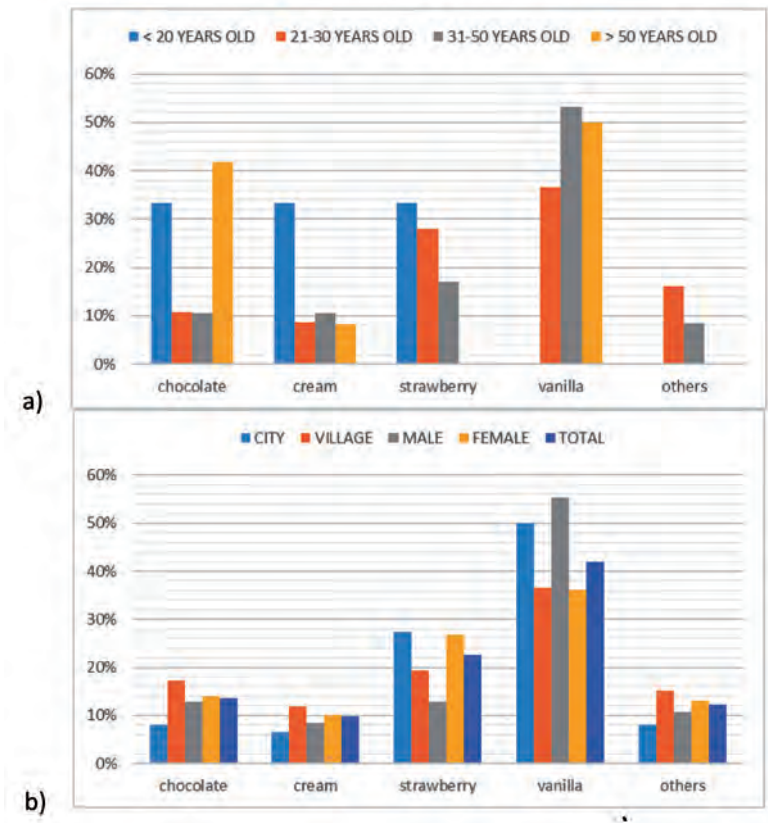 < 20 YEARS OLD 21-30 YEARS OLD 31-50 YEARS OLD > 50 YEARS OLD
60%
50%
40%
30%
20%
10%
0%
chocolate cream strawberry vanilla others
a)
CITY VILLAGE MALE FEMALE TOTAL
60%
50%
40%
30%
20%
10%
0%
chocolate cream strawberry vanilla others
b)